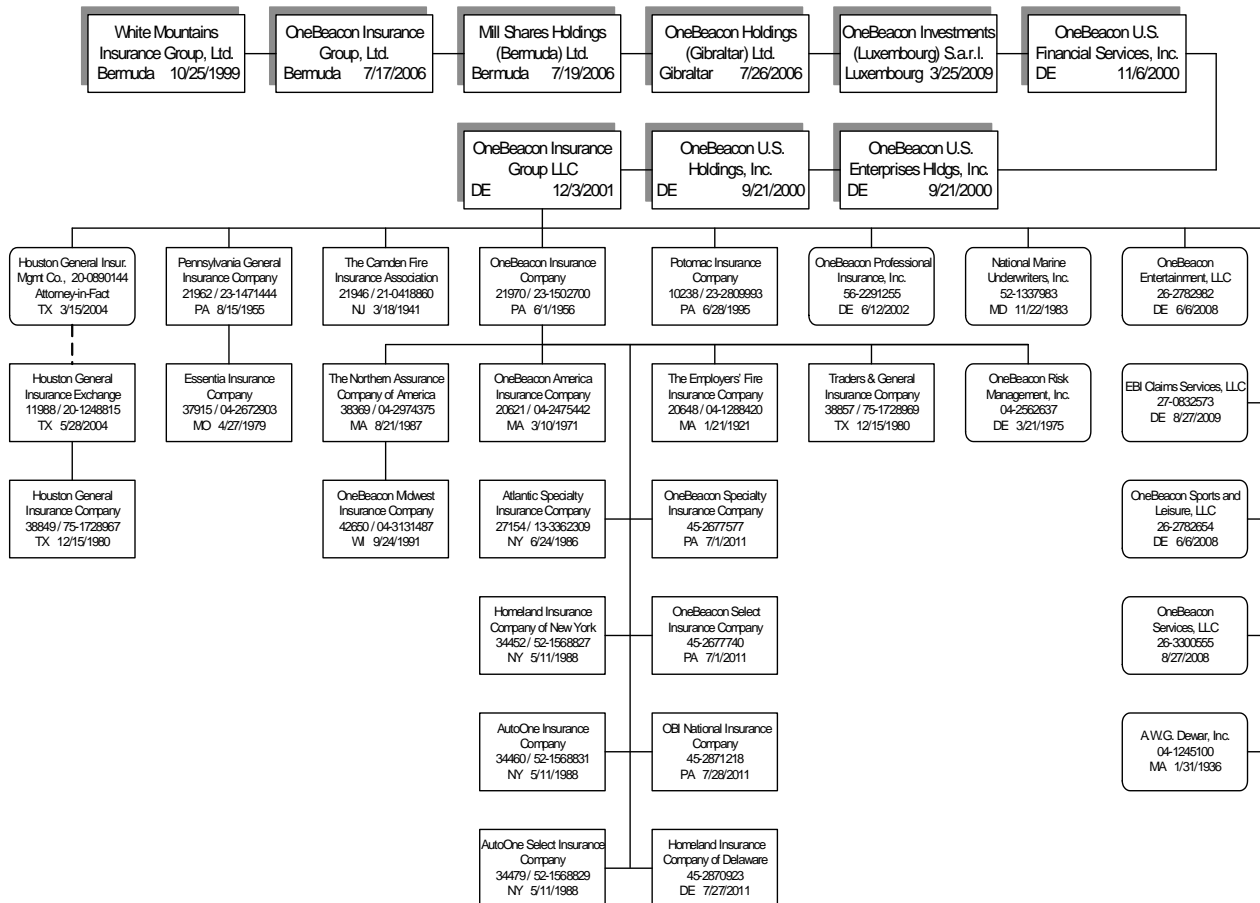 White Mountains
Insurance Group, Ltd.
Bermuda 10/25/1999
OneBeacon Insurance
Group, Ltd.
Bermuda 7/17/2006
Mill Shares Holdings
(Bermuda) Ltd.
Bermuda 7/19/2006
OneBeacon Holdings
(Gibraltar) Ltd.
Gibraltar 7/26/2006
OneBeacon Investments
(Luxembourg) S.a.r.l.
Luxembourg 3/25/2009
OneBeacon U.S.
Financial Services, Inc.
DE 11/6/2000
OneBeacon Insurance
Group LLC
DE 12/3/2001
OneBeacon U.S.
Holdings, Inc.
DE 9/21/2000
OneBeacon U.S.
Enterprises Hldgs, Inc.
DE 9/21/2000
Houston General Insur.
Mgmt Co., 20-0890144
Attorney-in-Fact
TX 3/15/2004
Pennsylvania General
Insurance Company
21962 / 23-1471444
PA 8/15/1955
The Camden Fire
Insurance Association
21946 / 21-0418860
NJ 3/18/1941
OneBeacon Insurance
Company
21970 / 23-1502700
PA 6/1/1956
Potomac Insurance
Company
10238 / 23-2809993
PA 6/28/1995
OneBeacon Professional
Insurance, Inc.
56-2291255
DE 6/12/2002
National Marine
Underwriters, Inc.
52-1337983
MD 11/22/1983
OneBeacon
Entertainment, LLC
26-2782982
DE 6/6/2008
Houston General
Insurance Exchange
11988 / 20-1248815
TX 5/28/2004
Essentia Insurance
Company
37915 / 04-2672903
MO 4/27/1979
The Northern Assurance
Company of America
38369 / 04-2974375
MA 8/21/1987
OneBeacon America
Insurance Company
20621 / 04-2475442
MA 3/10/1971
The Employers' Fire
Insurance Company
20648 / 04-1288420
MA 1/21/1921
Traders & General
Insurance Company
38857 / 75-1728969
TX 12/15/1980
OneBeacon Risk
Management, Inc.
04-2562637
DE 3/21/1975
EBI Claims Services, LLC
27-0832573
DE 8/27/2009
Houston General
Insurance Company
38849 / 75-1728967
TX 12/15/1980
OneBeacon Midwest
Insurance Company
42650 / 04-3131487
WI 9/24/1991
Atlantic Specialty
Insurance Company
27154 / 13-3362309
NY 6/24/1986
OneBeacon Specialty
Insurance Company
45-2677577
PA 7/1/2011
OneBeacon Sports and
Leisure, LLC
26-2782654
DE 6/6/2008
Homeland Insurance
Company of New York
34452 / 52-1568827
NY 5/11/1988
OneBeacon Select
Insurance Company
45-2677740
PA 7/1/2011
OneBeacon
Services, LLC
26-3300555
8/27/2008
AutoOne Insurance
Company
34460 / 52-1568831
NY 5/11/1988
OBI National Insurance
Company
45-2871218
PA 7/28/2011
A.W.G. Dewar, Inc.
04-1245100
MA 1/31/1936
AutoOne Select Insurance
Company
34479 / 52-1568829
NY 5/11/1988
Homeland Insurance
Company of Delaware
45-2870923
DE 7/27/2011